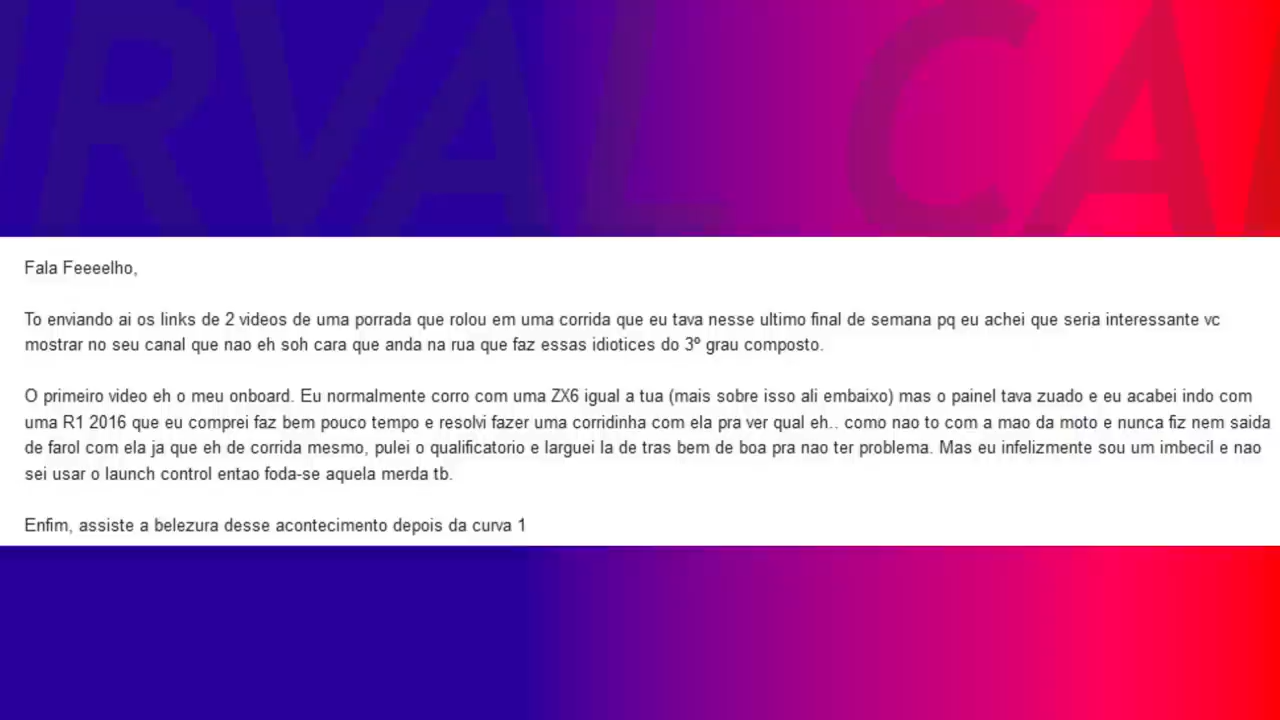 RVAL CA
Fala Feeeelho,
To enviando ai os links de 2 videos de uma porrada que rolou em uma corrida que eu tava nesse ultimo final de semana pq eu achei que seria interessante vc
mostrar no seu canal que nao eh soh cara que anda na rua que faz essas idiotices do 3º grau composto.
O primeiro video eh o meu onboard. Eu normalmente corro com uma ZX6 igual a tua (mais sobre isso ali embaixo) mas o painel tava zuado e eu acabei indo com
uma R1 2016 que eu comprei faz bem pouco tempo e resolvi fazer uma corridinha com ela pra ver qual eh.. como nao to com a mao da moto e nunca fiz nem saida
de farol com ela ja que eh de corrida mesmo, pulei o qualificatorio e larguei la de tras bem de boa pra nao ter problema. Mas eu infelizmente sou um imbecil e nao
sei usar o launch control entao foda-se aquela merda tb.
Enfim, assiste a belezura desse acontecimento depois da curva 1